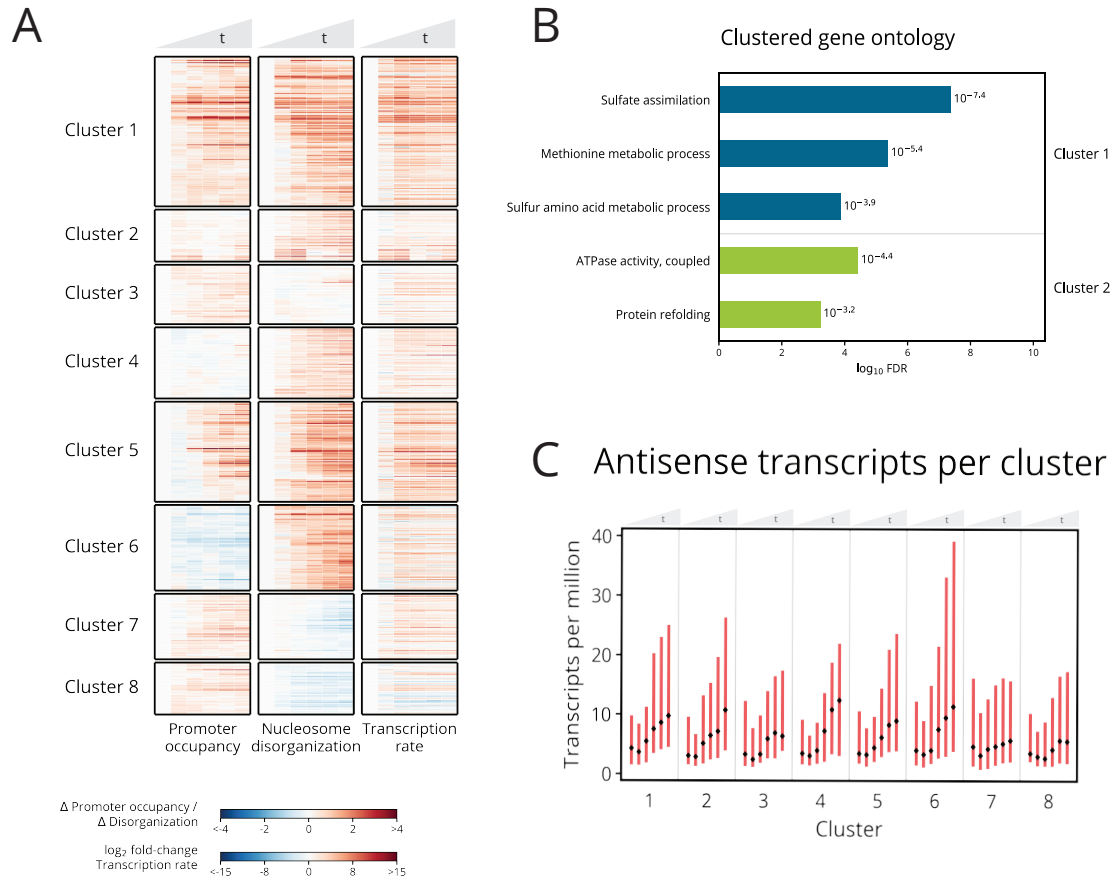 A
t
t
t
Cluster 1
Cluster 2
Cluster 3
Cluster 4
Cluster 5
Cluster 6
Cluster 7
Cluster 8
Promoter
occupancy
Nucleosome
disorganization
Transcription
rate
Δ Promoter occupancy /
Δ Disorganization
<-4
-2
0
2
>4
log₂ fold-change
Transcription rate
<-15
-8
0
8
>15
B
Clustered gene ontology
Sulfate assimilation
10⁻⁷·⁴
Methionine metabolic process
10⁻⁵·⁴
Cluster 1
Sulfur amino acid metabolic process
10⁻³·⁹
ATPase activity, coupled
10⁻⁴·⁴
Cluster 2
Protein refolding
10⁻³·²
0
2
4
6
8
10
log₁₀ FDR
C
Antisense transcripts per cluster
t
t
t
t
t
t
t
t
Transcripts per million
40
30
20
10
0
1
2
3
4
5
6
7
8
Cluster